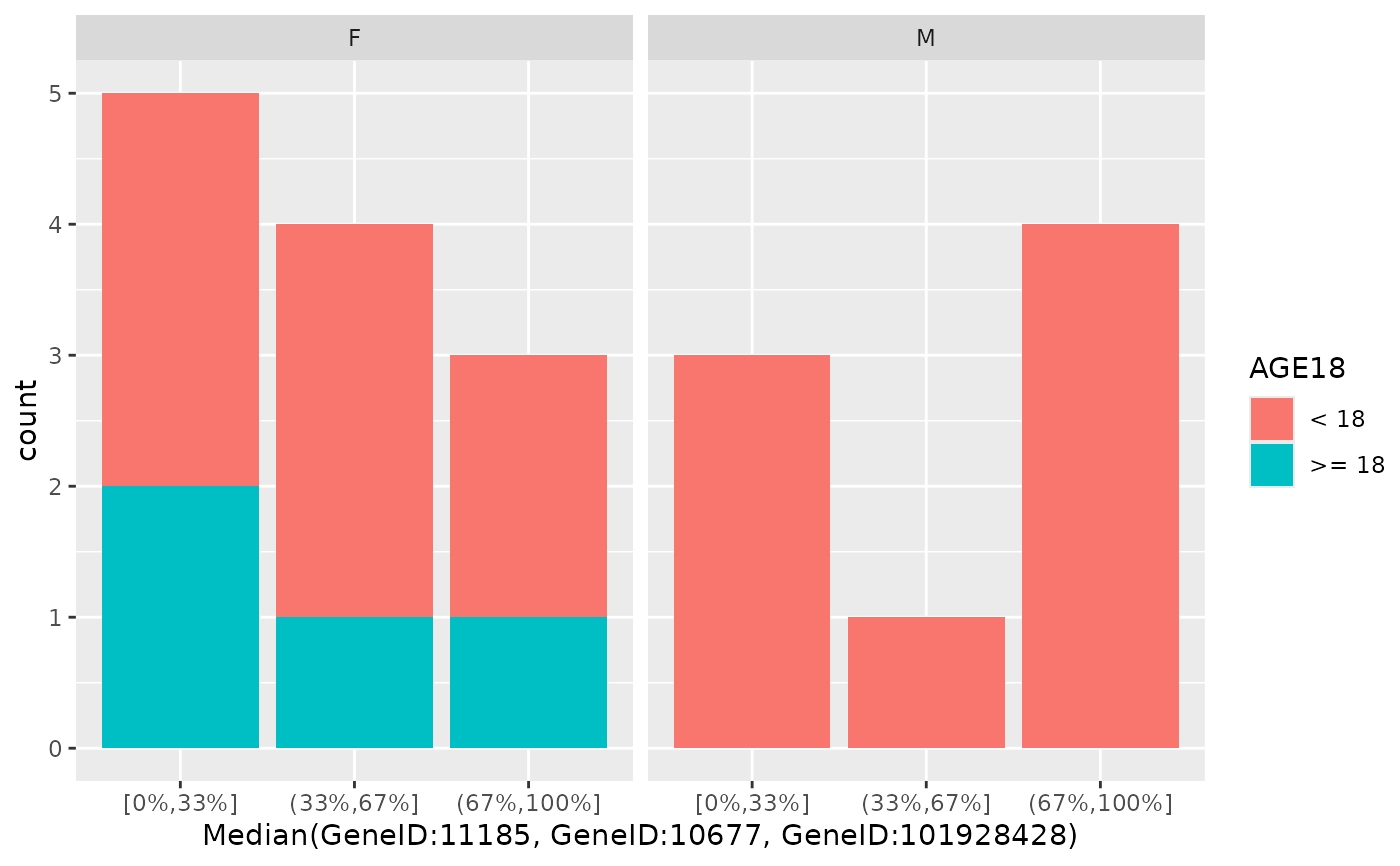 F
M
5
4
3
2
1
0
count
[0%,33%]
(33%,67%]
(67%,100%]
[0%,33%]
(33%,67%]
(67%,100%]
Median(GeneID:11185, GeneID:10677, GeneID:101928428)
AGE18
< 18
>= 18